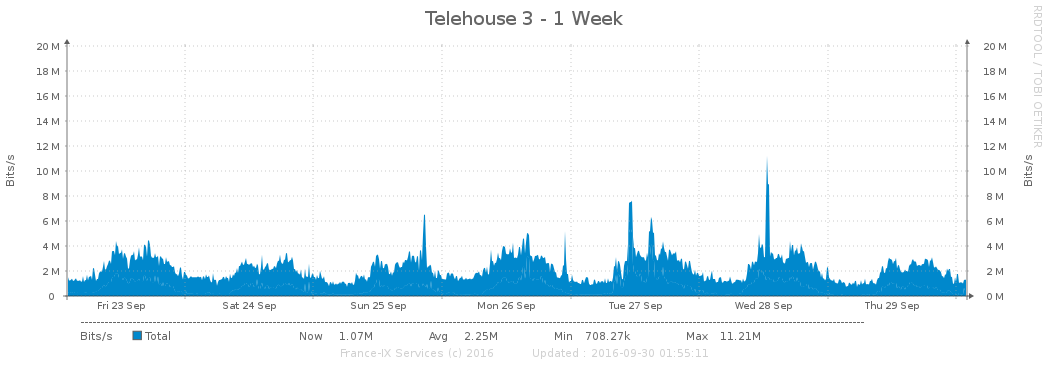 Telehouse 3 - 1 Week
RRDTOOL / TOBI OETIKER
Bits/s
Bits/s
20 M 20 M
18 M 18 M
16 M 16 M
14 M 14 M
12 M 12 M
10 M 10 M
8 M 8 M
6 M 6 M
4 M 4 M
2 M 2 M
0 0 M
Fri 23 Sep Sat 24 Sep Sun 25 Sep Mon 26 Sep Tue 27 Sep Wed 28 Sep Thu 29 Sep
Bits/s Total Now 1.07M Avg 2.25M Min 708.27k Max 11.21M
France-IX Services (c) 2016 Updated : 2016-09-30 01:55:11